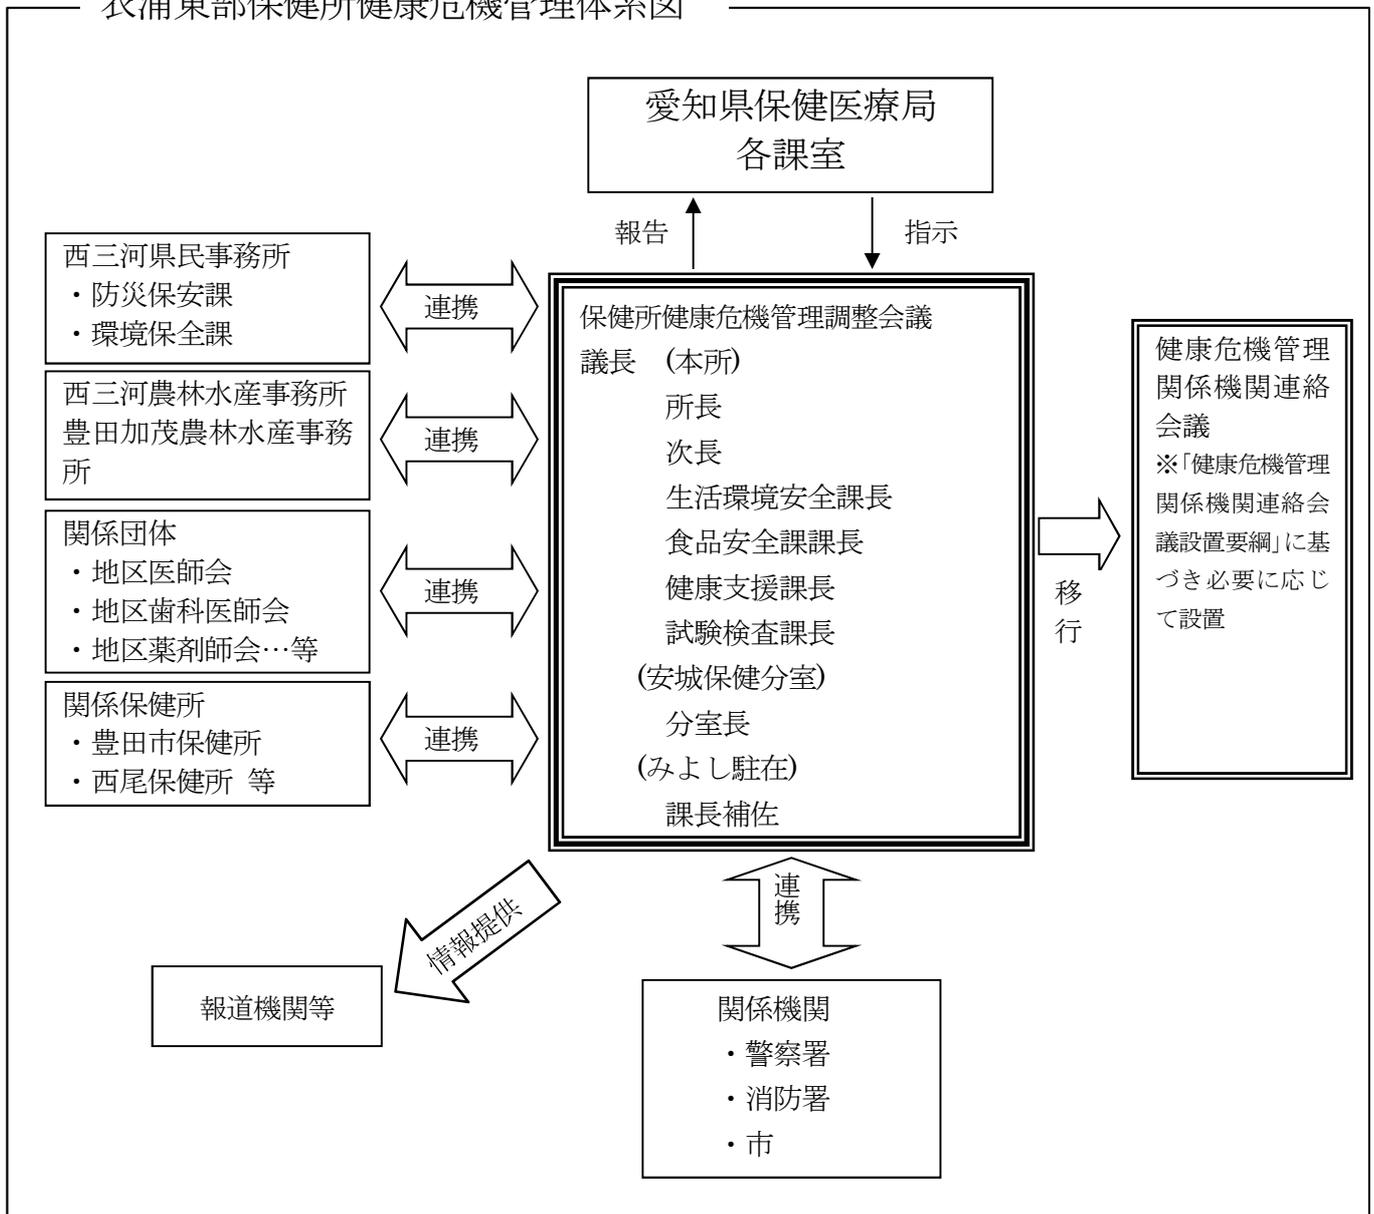 衣浦東部保健所健康危機管理体系図
愛知県保健医療局
各課室
報告
指示
西三河県民事務所
・防災保安課
・環境保全課
連携
西三河農林水産事務所
豊田加茂農林水産事務
所
連携
関係団体
・地区医師会
・地区歯科医師会
・地区薬剤師会…等
連携
関係保健所
・豊田市保健所
・西尾保健所 等
連携
保健所健康危機管理調整会議
議長 (本所)
所長
次長
生活環境安全課長
食品安全課課長
健康支援課長
試験検査課長
(安城保健分室)
分室長
(みよし駐在)
課長補佐
移行
健康危機管理
関係機関連絡
会議
※「健康危機管理
関係機関連絡会
議設置要綱」に基
づき必要に応じ
て設置
情報提供
報道機関等
連携
関係機関
・警察署
・消防署
・市